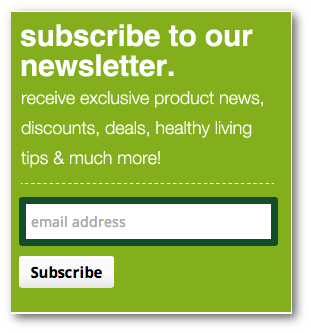 subscribe to our
newsletter.
receive exclusive product news,
discounts, deals, healthy living
tips & much more!
email address
Subscribe